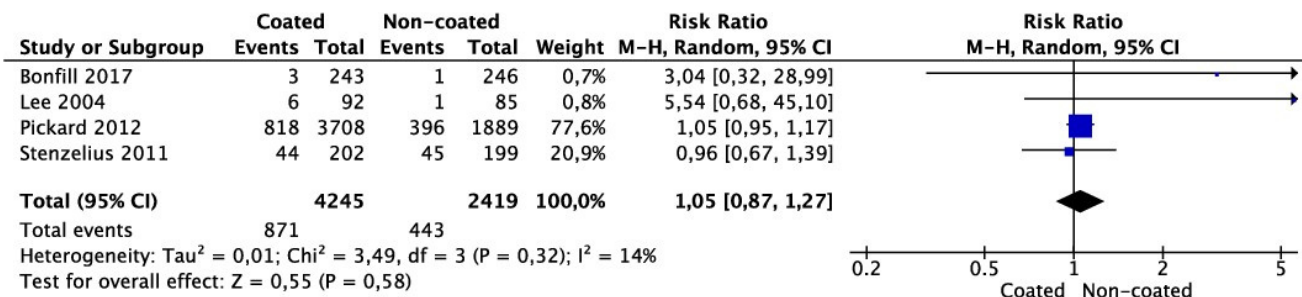 Coated Non-coated Risk Ratio Risk Ratio
Study or Subgroup Events Total Events Total Weight M-H, Random, 95% CI M-H, Random, 95% CI
Bonfill 2017 3 243 1 246 0,7% 3,04 [0,32, 28,99]
Lee 2004 6 92 1 85 0,8% 5,54 [0,68, 45,10]
Pickard 2012 818 3708 396 1889 77,6% 1,05 [0,95, 1,17]
Stenzelius 2011 44 202 45 199 20,9% 0,96 [0,67, 1,39]
Total (95% CI) 4245 2419 100,0% 1,05 [0,87, 1,27]
Total events 871 443
Heterogeneity: Tau² = 0,01; Chi² = 3,49, df = 3 (P = 0,32); I² = 14%
Test for overall effect: Z = 0,55 (P = 0,58)
0.2 0.5 1 2 5
Coated Non-coated